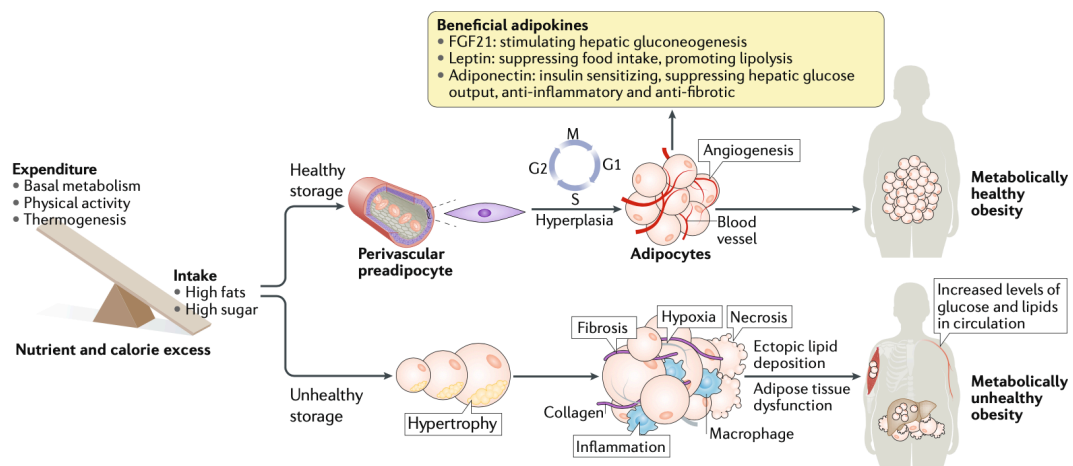 Beneficial adipokines
• FGF21: stimulating hepatic gluconeogenesis
• Leptin: suppressing food intake, promoting lipolysis
• Adiponectin: insulin sensitizing, suppressing hepatic glucose
output, anti-inflammatory and anti-fibrotic
Expenditure
• Basal metabolism
• Physical activity
• Thermogenesis
Intake
• High fats
• High sugar
Nutrient and calorie excess
Healthy
storage
Perivascular
preadipocyte
M
G2
G1
S
Hyperplasia
Angiogenesis
Blood
vessel
Adipocytes
Metabolically
healthy
obesity
Unhealthy
storage
Hypertrophy
Fibrosis
Hypoxia
Necrosis
Collagen
Inflammation
Macrophage
Ectopic lipid
deposition
Adipose tissue
dysfunction
Increased levels of
glucose and lipids
in circulation
Metabolically
unhealthy
obesity